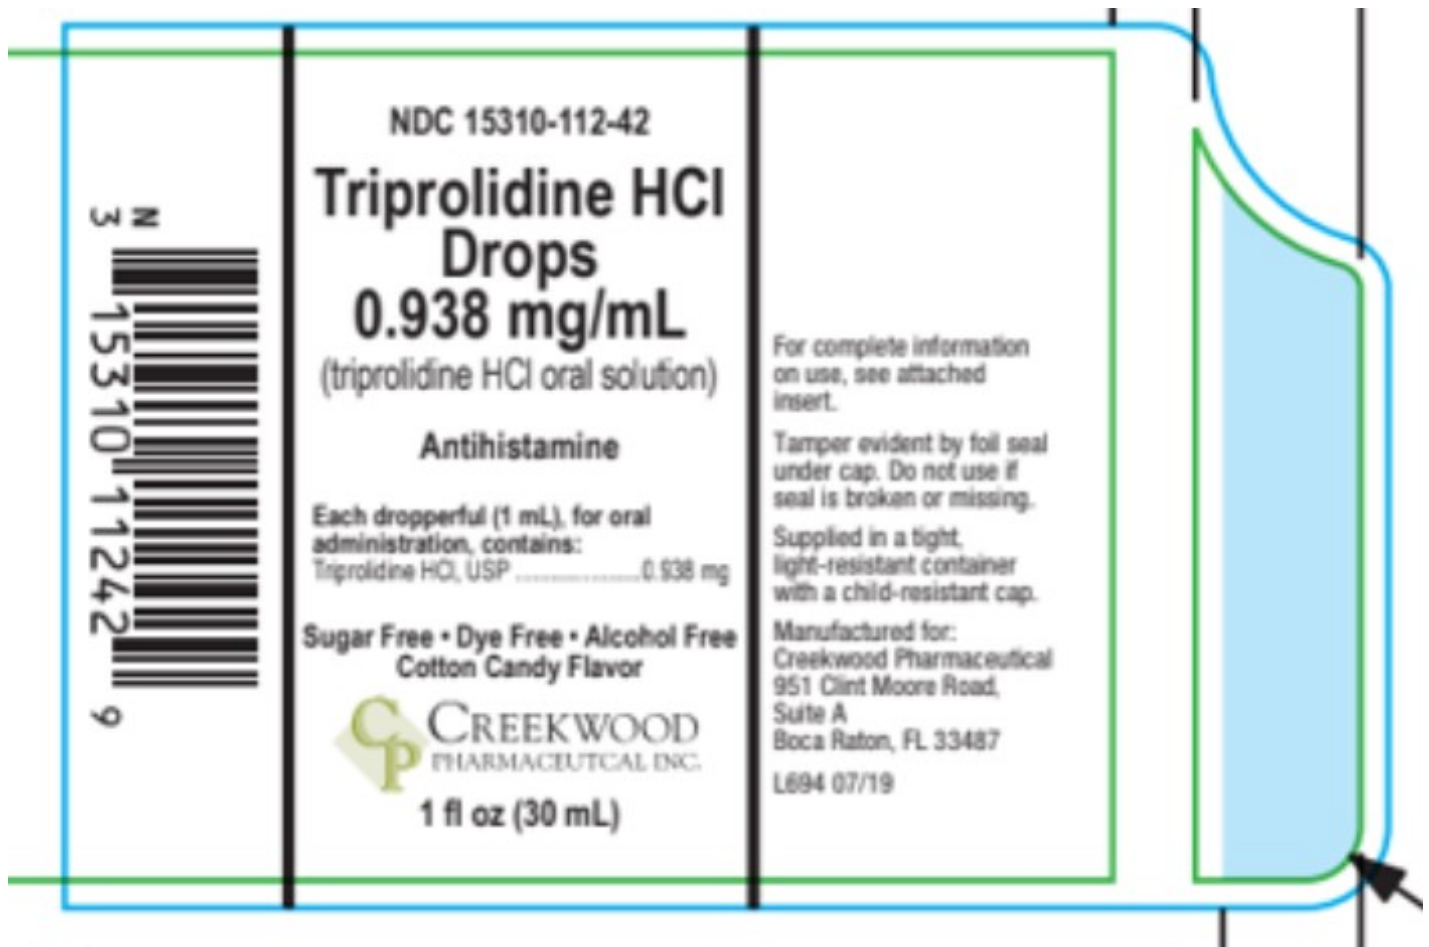 N
3 15310 11242 9
NDC 15310-112-42
Triprolidine HCl
Drops
0.938 mg/mL
(triprolidine HCl oral solution)
Antihistamine
Each dropperful (1 mL), for oral
administration, contains:
Triprolidine HCl, USP ....................0.938 mg
Sugar Free • Dye Free • Alcohol Free
Cotton Candy Flavor
CP CREEKWOOD
PHARMACEUTCAL INC.
1 fl oz (30 mL)
For complete information
on use, see attached
insert.
Tamper evident by foil seal
under cap. Do not use if
seal is broken or missing.
Supplied in a tight,
light-resistant container
with a child-resistant cap.
Manufactured for:
Creekwood Pharmaceutical
951 Clint Moore Road,
Suite A
Boca Raton, FL 33487
L694 07/19